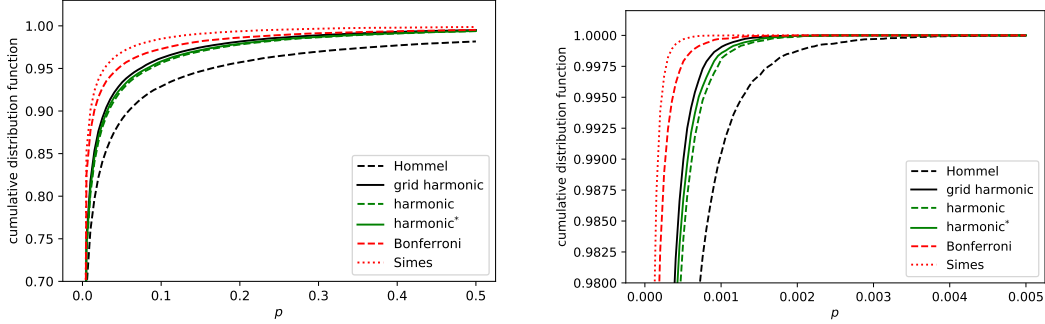 cumulative distribution function
1.00
0.95
0.90
0.85
0.80
0.75
0.70
0.0
0.1
0.2
0.3
0.4
0.5
p
Hommel
grid harmonic
harmonic
harmonic*
Bonferroni
Simes
cumulative distribution function
1.0000
0.9975
0.9950
0.9925
0.9900
0.9875
0.9850
0.9825
0.9800
0.000
0.001
0.002
0.003
0.004
0.005
p
Hommel
grid harmonic
harmonic
harmonic*
Bonferroni
Simes